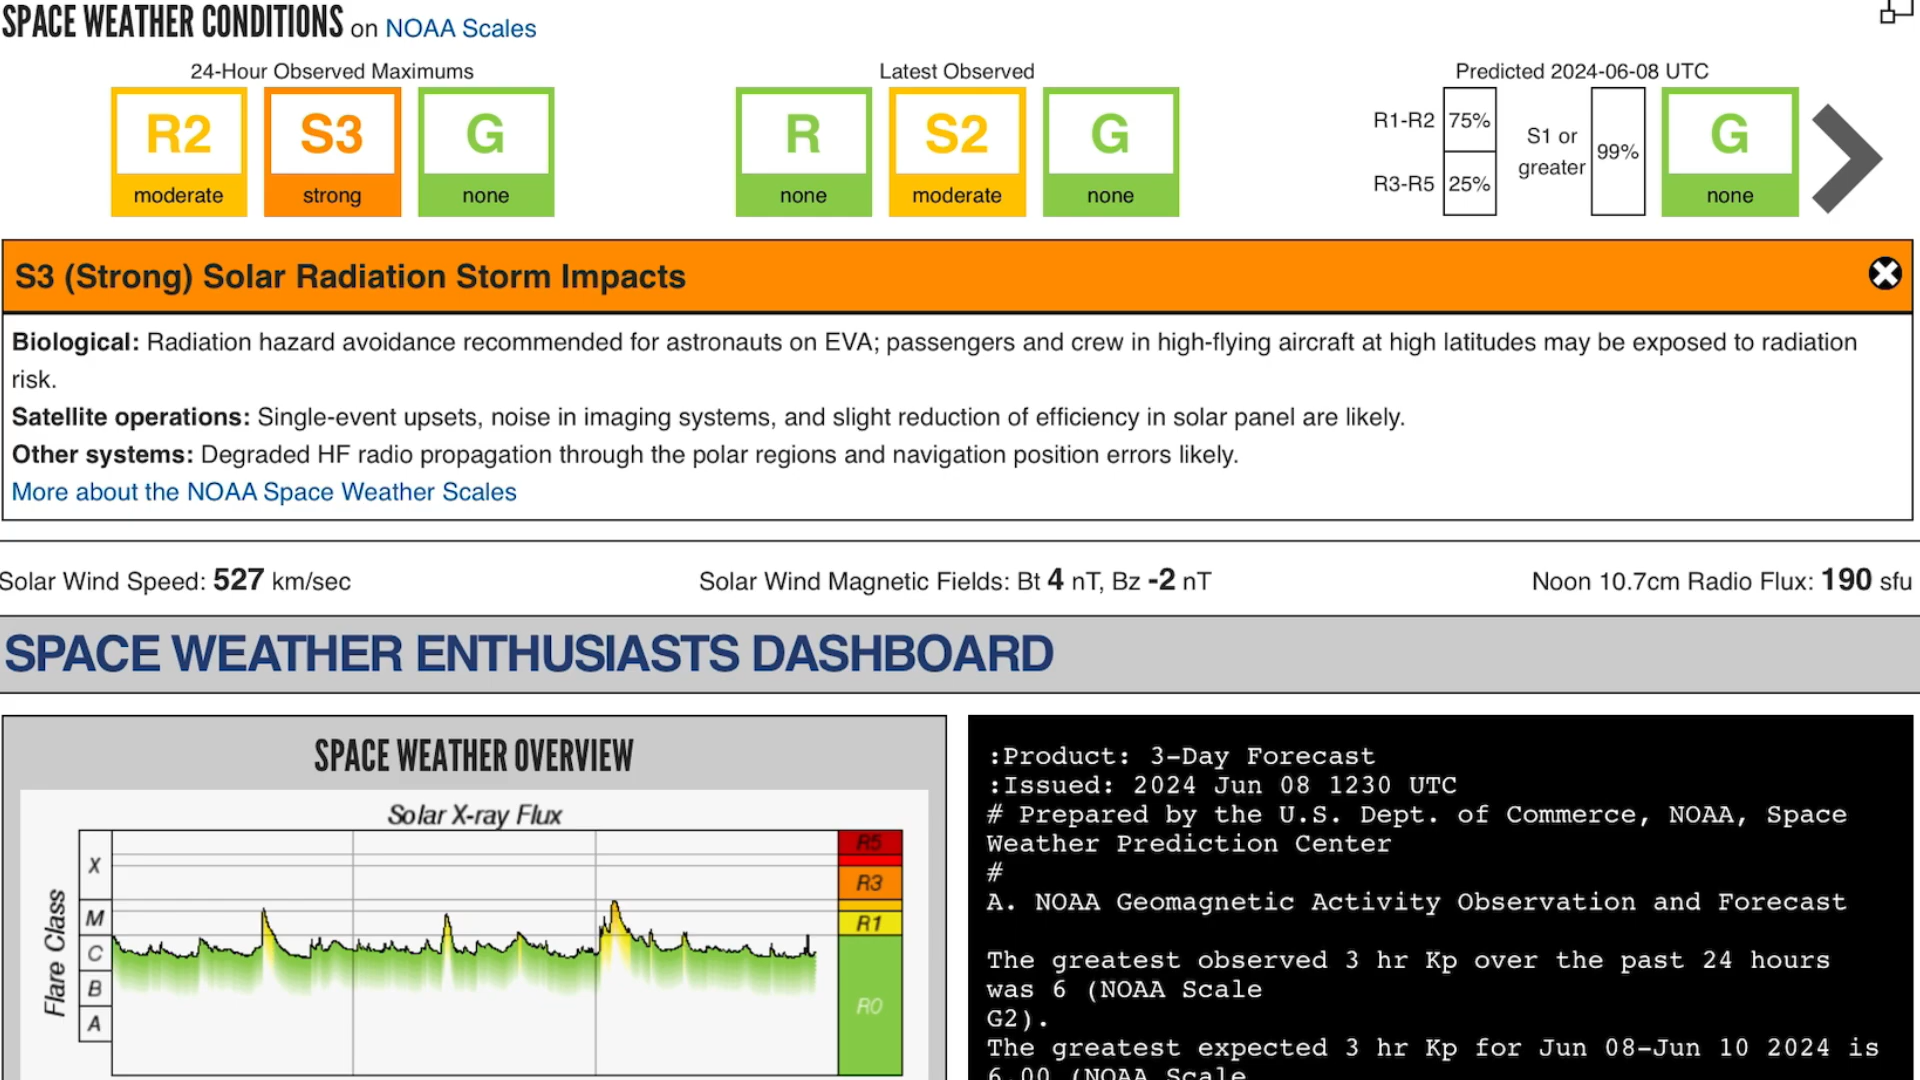 SPACE WEATHER CONDITIONS on NOAA Scales
24-Hour Observed Maximums
R2
moderate
S3
strong
G
none
Latest Observed
R
none
S2
moderate
G
none
Predicted 2024-06-08 UTC
R1-R2 75%
R3-R5 25%
S1 or
greater
99%
G
none
S3 (Strong) Solar Radiation Storm Impacts
Biological: Radiation hazard avoidance recommended for astronauts on EVA; passengers and crew in high-flying aircraft at high latitudes may be exposed to radiation
risk.
Satellite operations: Single-event upsets, noise in imaging systems, and slight reduction of efficiency in solar panel are likely.
Other systems: Degraded HF radio propagation through the polar regions and navigation position errors likely.
More about the NOAA Space Weather Scales
Solar Wind Speed: 527 km/sec
Solar Wind Magnetic Fields: Bt 4 nT, Bz -2 nT
Noon 10.7cm Radio Flux: 190 sfu
SPACE WEATHER ENTHUSIASTS DASHBOARD
SPACE WEATHER OVERVIEW
Solar X-ray Flux
Flare Class
X
M
C
B
A
R5
R3
R1
R0
:Product: 3-Day Forecast
:Issued: 2024 Jun 08 1230 UTC
# Prepared by the U.S. Dept. of Commerce, NOAA, Space
Weather Prediction Center
#
A. NOAA Geomagnetic Activity Observation and Forecast
The greatest observed 3 hr Kp over the past 24 hours
was 6 (NOAA Scale
G2).
The greatest expected 3 hr Kp for Jun 08-Jun 10 2024 is
6.00 (NOAA Scale